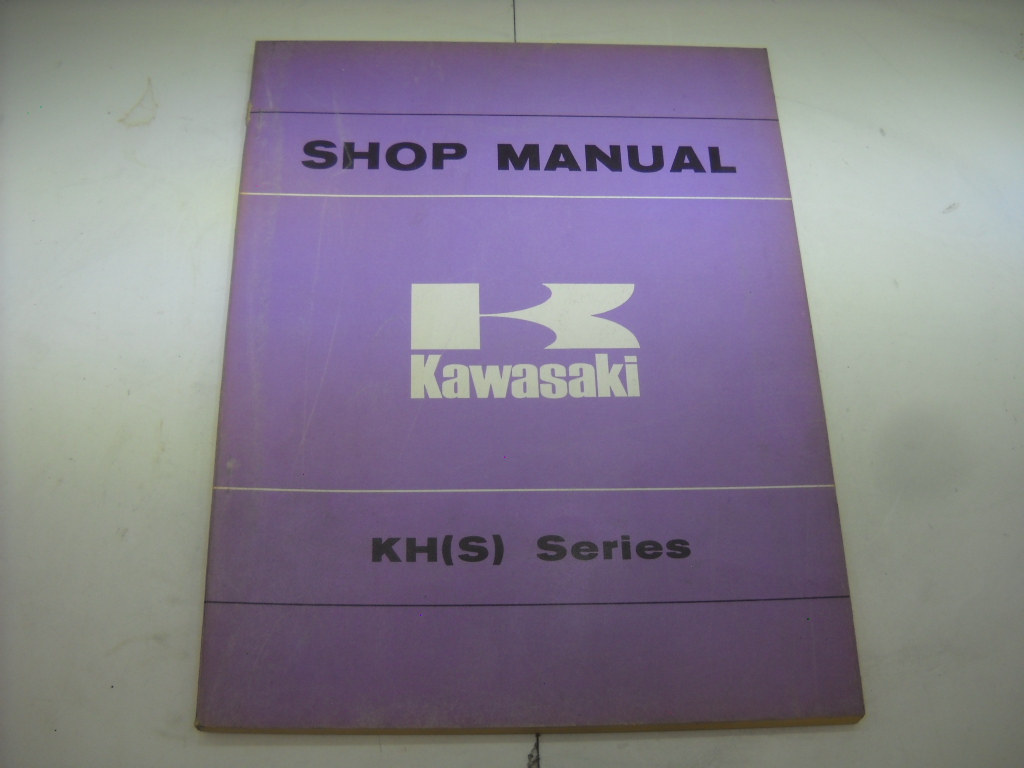 SHOP MANUAL
Kawasaki
KH(S) Series